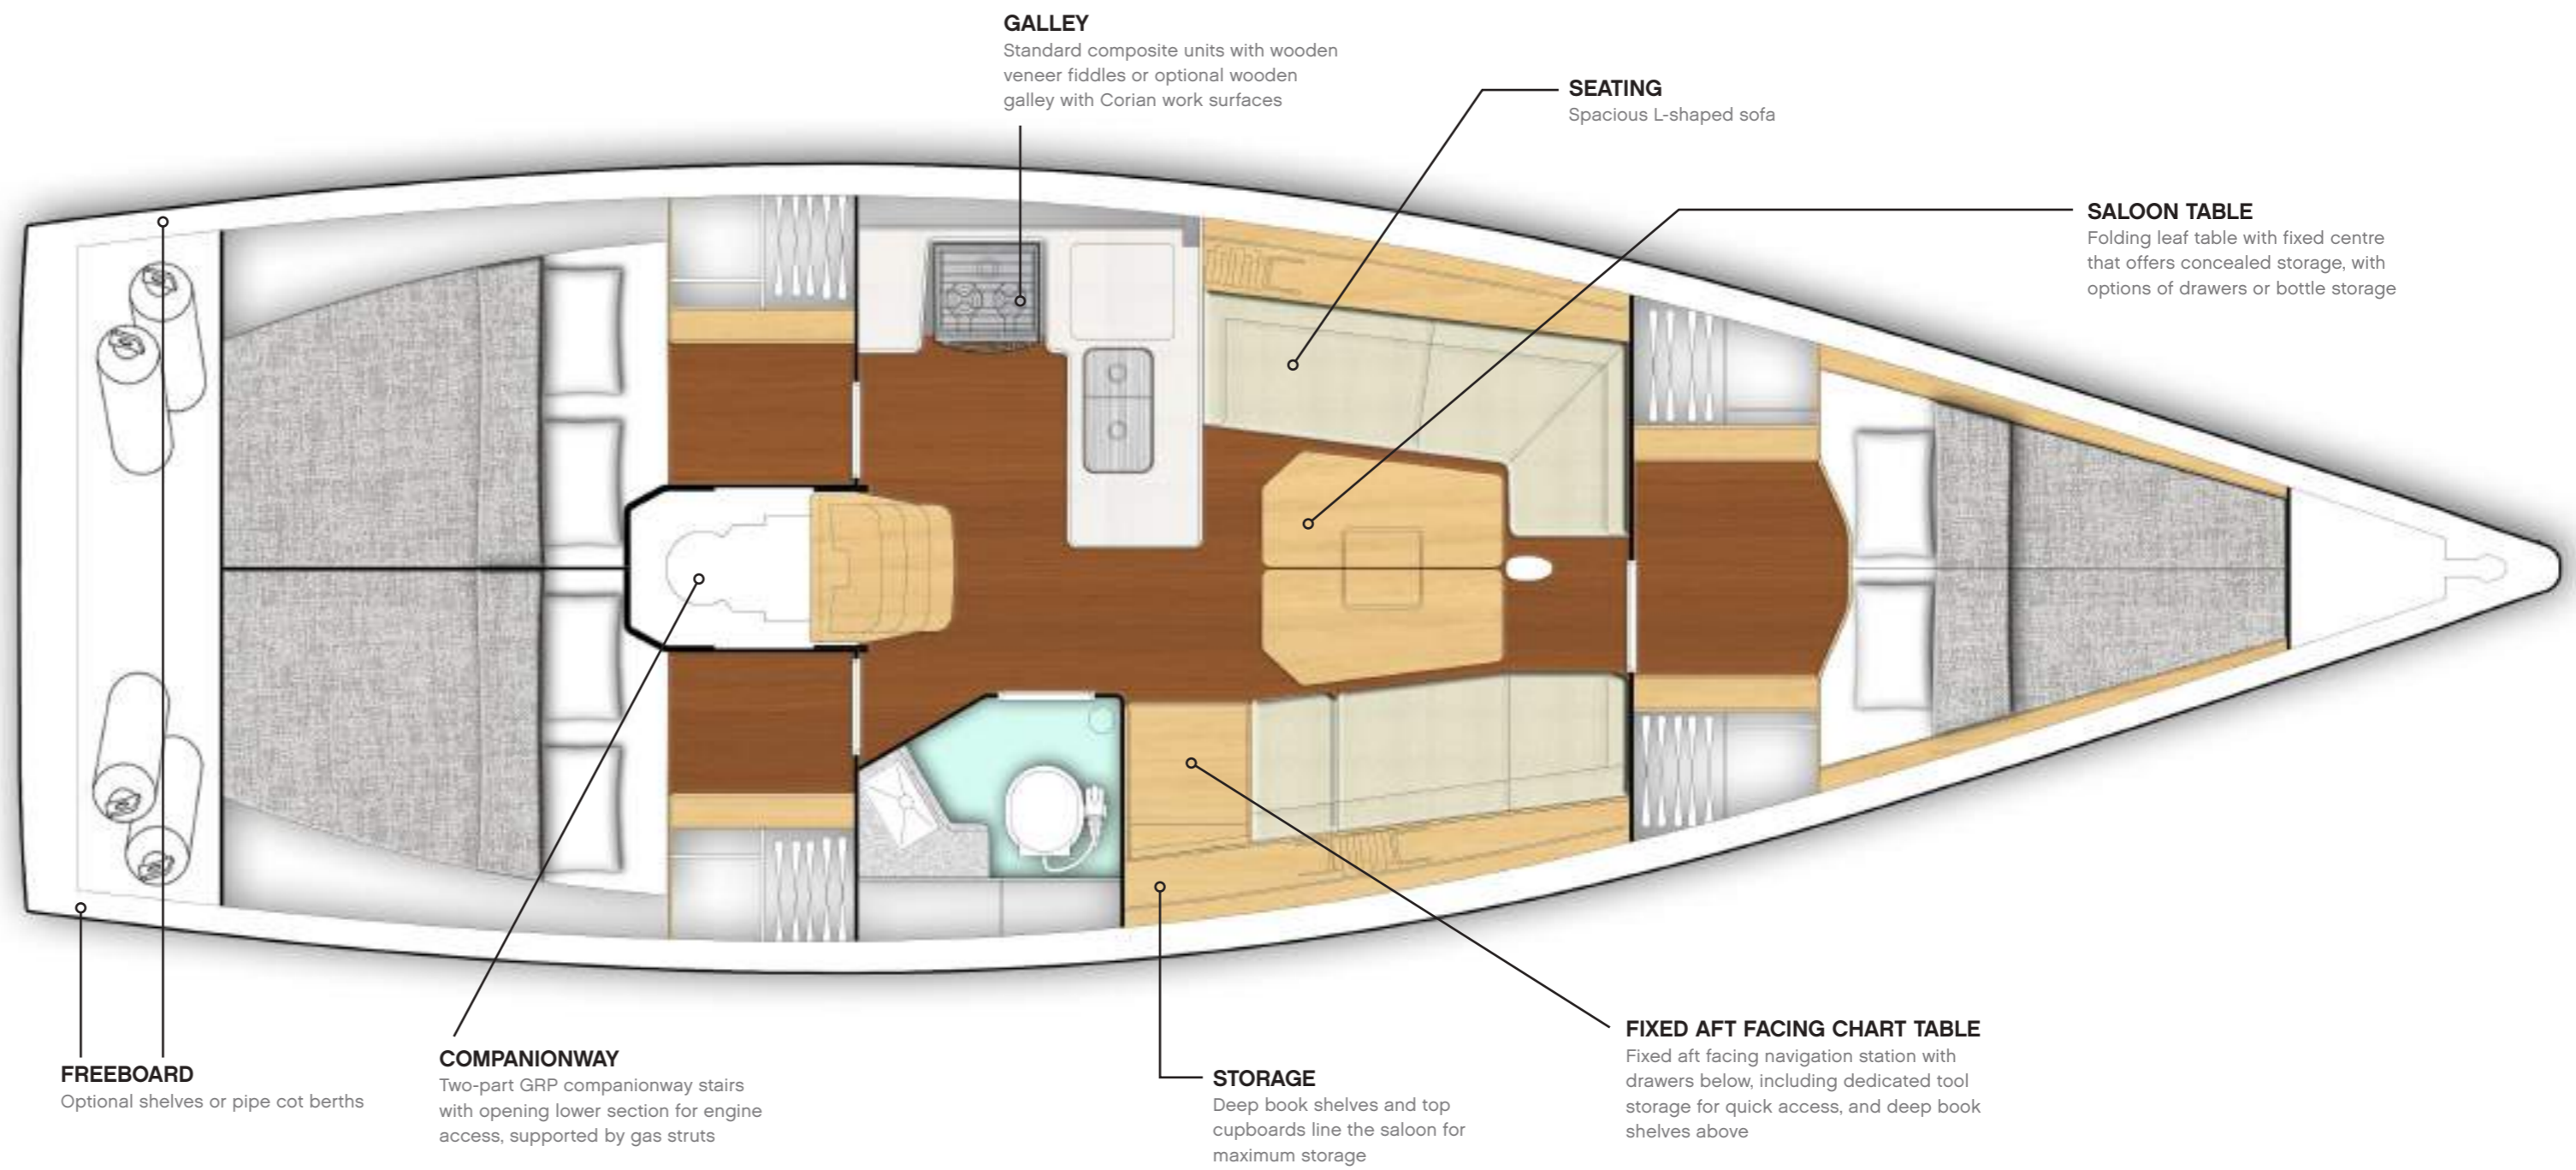 GALLEY
Standard composite units with wooden
veneer fiddles or optional wooden
galley with Corian work surfaces
SEATING
Spacious L-shaped sofa
SALOON TABLE
Folding leaf table with fixed centre
that offers concealed storage, with
options of drawers or bottle storage
FREEBOARD
Optional shelves or pipe cot berths
COMPANIONWAY
Two-part GRP companionway stairs
with opening lower section for engine
access, supported by gas struts
STORAGE
Deep book shelves and top
cupboards line the saloon for
maximum storage
FIXED AFT FACING CHART TABLE
Fixed aft facing navigation station with
drawers below, including dedicated tool
storage for quick access, and deep book
shelves above